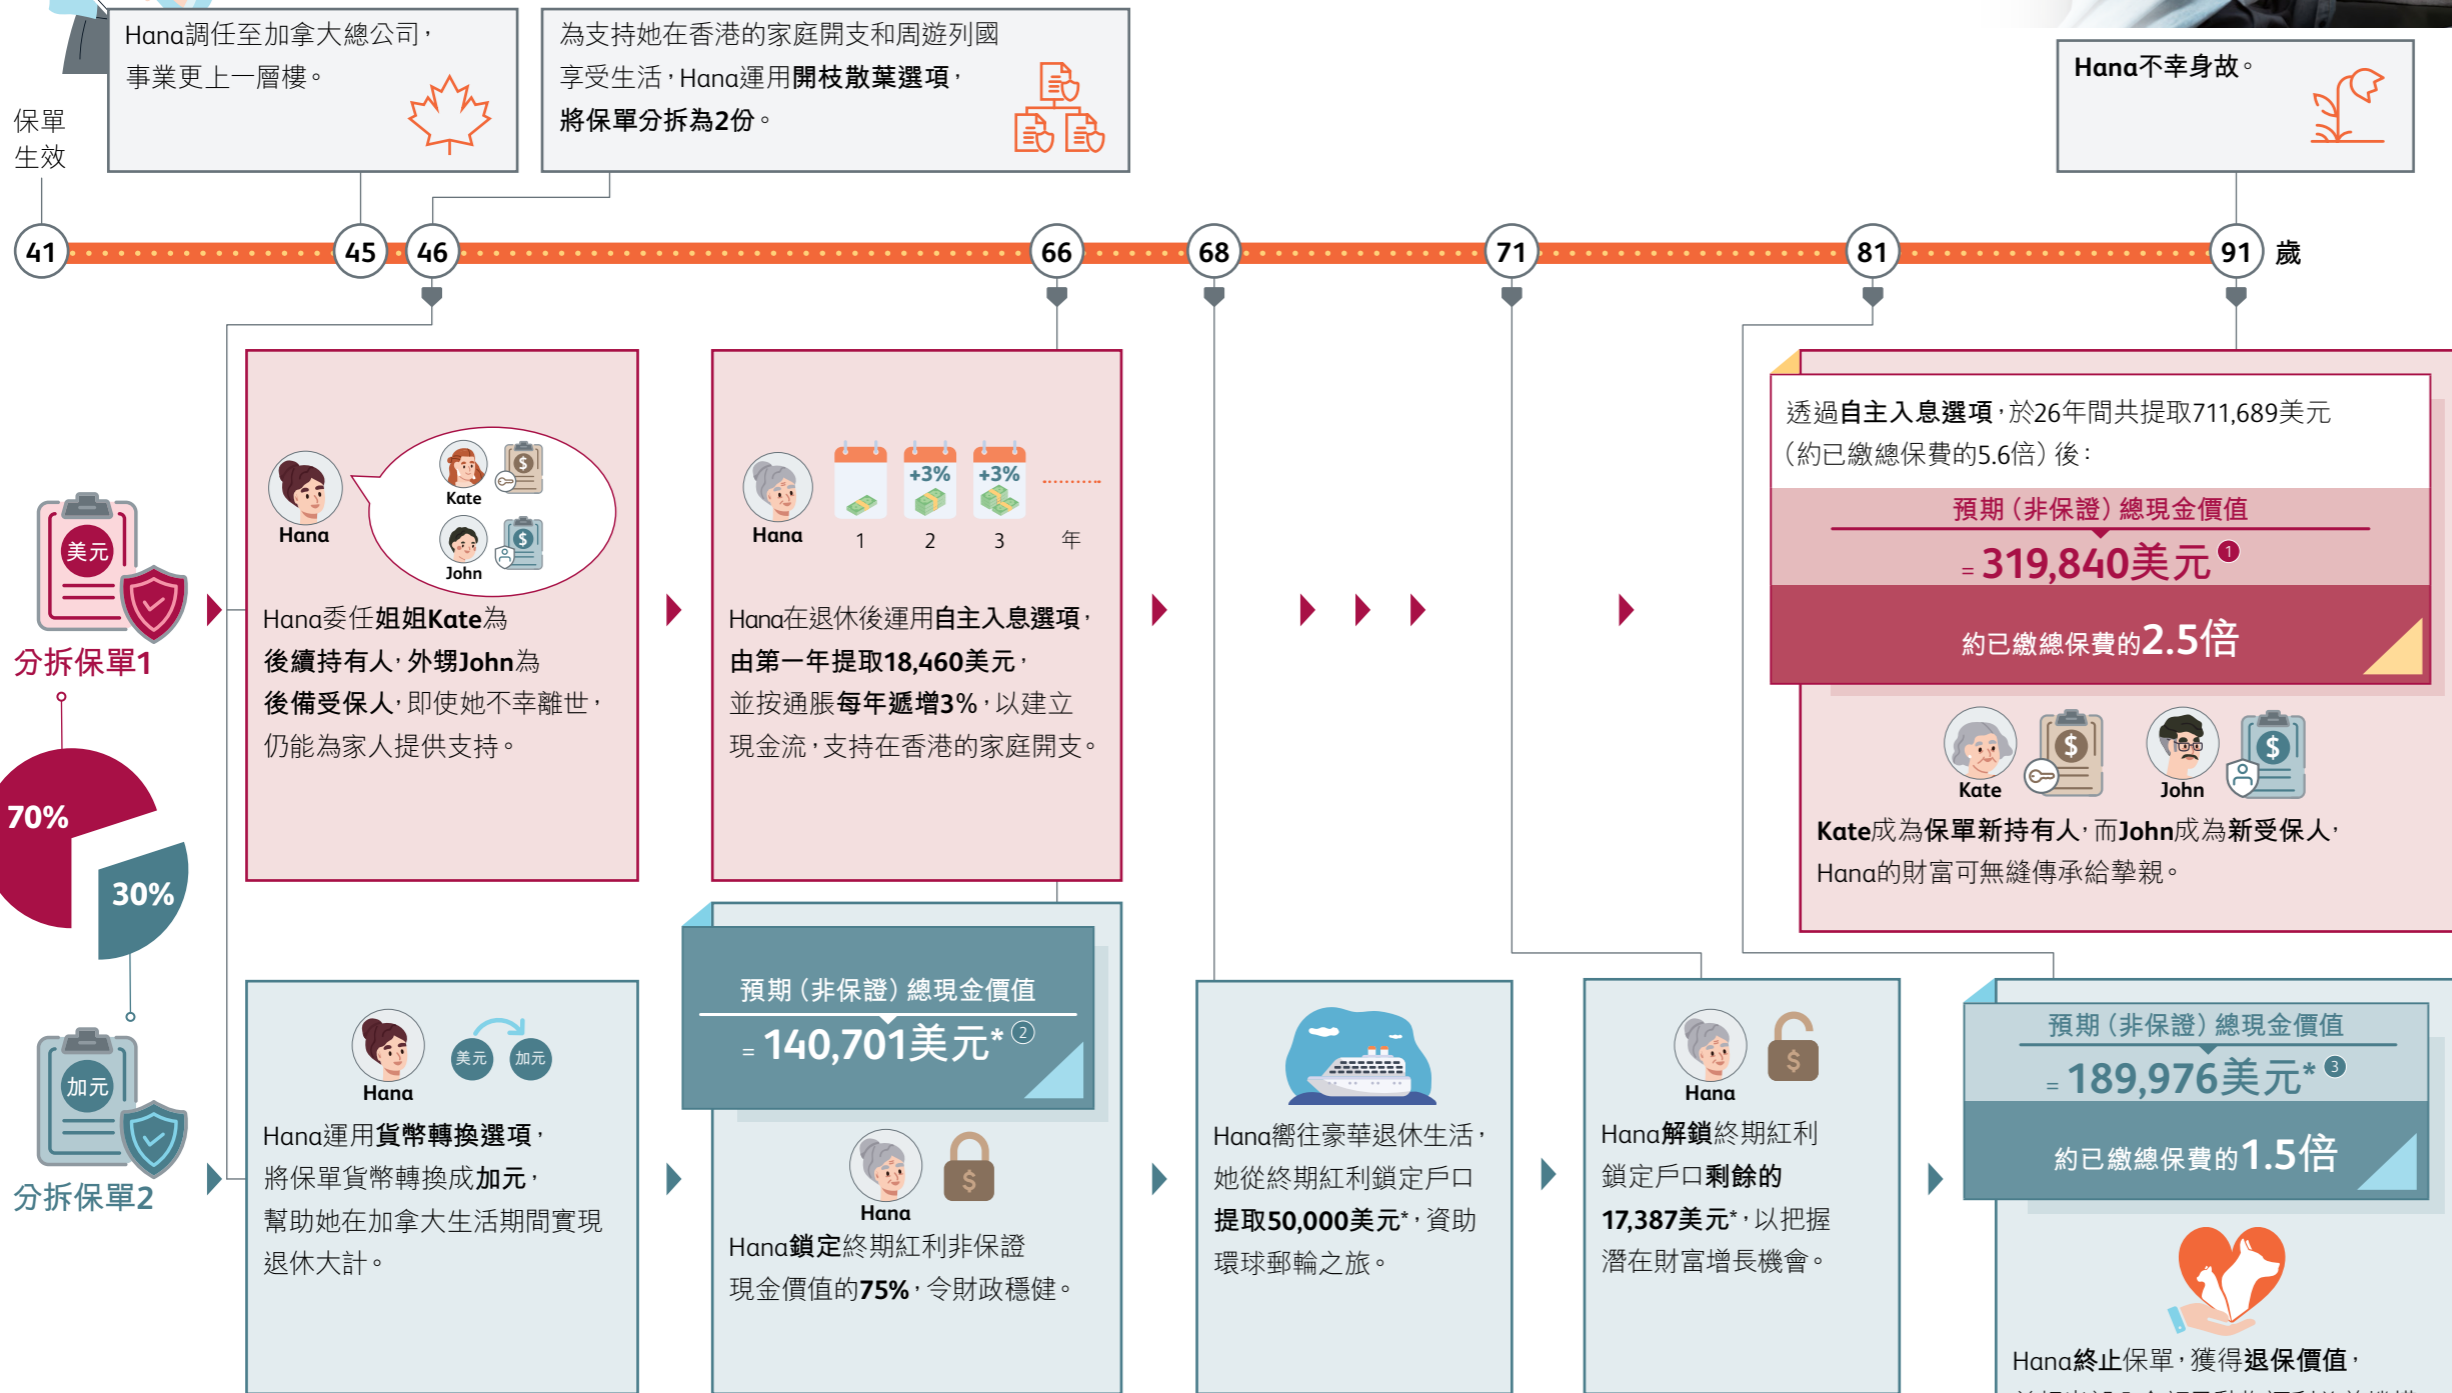 Hana調任至加拿大總公司，
事業更上一層樓。
為支持她在香港的家庭開支和周遊列國
享受生活，Hana運用開枝散葉選項，
將保單分拆為2份。
Hana不幸身故。
保單
生效
41
45
46
66
68
71
81
91
歲
美元
分拆保單1
70%
30%
加元
分拆保單2
Hana
Kate
John
Hana委任姐姐Kate為
後續持有人，外甥John為
後備受保人，即使她不幸離世，
仍能為家人提供支持。
Hana
+3%
+3%
1
2
3
年
Hana在退休後運用自主入息選項，
由第一年提取18,460美元，
並按通脹每年遞增3%，以建立
現金流，支持在香港的家庭開支。
透過自主入息選項，於26年間共提取711,689美元
（約已繳總保費的5.6倍）後：
預期（非保證）總現金價值
= 319,840美元 1
約已繳總保費的2.5倍
Kate
John
Kate成為保單新持有人，而John成為新受保人，
Hana的財富可無縫傳承給摯親。
Hana
美元
加元
Hana運用貨幣轉換選項，
將保單貨幣轉換成加元，
幫助她在加拿大生活期間實現
退休大計。
預期（非保證）總現金價值
= 140,701美元* 2
Hana
Hana鎖定終期紅利非保證
現金價值的75%，令財政穩健。
Hana嚮往豪華退休生活，
她從終期紅利鎖定戶口
提取50,000美元*，資助
環球郵輪之旅。
Hana
Hana解鎖終期紅利
鎖定戶口剩餘的
17,387美元*，以把握
潛在財富增長機會。
預期（非保證）總現金價值
= 189,976美元* 3
約已繳總保費的1.5倍
Hana終止保單，獲得退保價值，